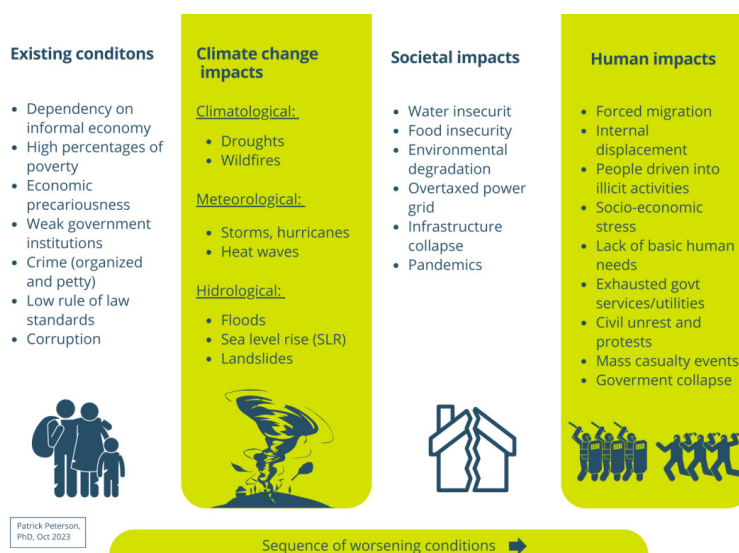 Existing conditons
• Dependency on
informal economy
• High percentages of
poverty
• Economic
precariousness
• Weak government
institutions
• Crime (organized
and petty)
• Low rule of law
standards
• Corruption
Climate change
impacts
Climatological:
• Droughts
• Wildfires
Meteorological:
• Storms, hurricanes
• Heat waves
Hidrological:
• Floods
• Sea level rise (SLR)
• Landslides
Societal impacts
• Water insecurit
• Food insecurity
• Environmental
degradation
• Overtaxed power
grid
• Infrastructure
collapse
• Pandemics
Human impacts
• Forced migration
• Internal
displacement
• People driven into
illicit activities
• Socio-economic
stress
• Lack of basic human
needs
• Exhausted govt
services/utilities
• Civil unrest and
protests
• Mass casualty events
• Goverment collapse
Patrick Peterson,
PhD, Oct 2023
Sequence of worsening conditions